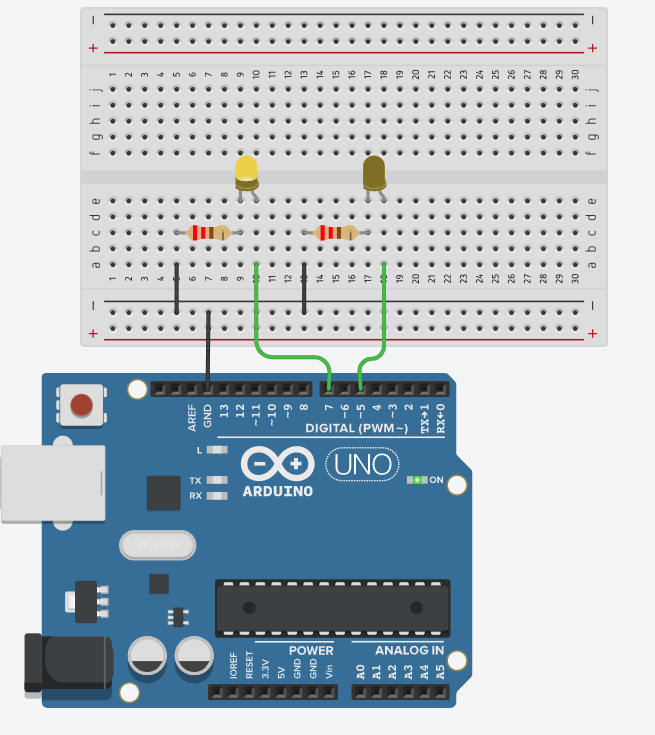 − −
+ +
1 2 3 4 5 6 7 8 9 10 11 12 13 14 15 16 17 18 19 20 21 22 23 24 25 26 27 28 29 30
j j
i i
h h
g g
f f
e e
d d
c c
b b
a a
1 2 3 4 5 6 7 8 9 10 11 12 13 14 15 16 17 18 19 20 21 22 23 24 25 26 27 28 29 30
− −
+ +
AREF GND 13 12 ~11 ~10 ~9 8 7 ~6 ~5 4 ~3 2 TX→1 RX←0
DIGITAL (PWM~)
L
TX
RX
ARDUINO
UNO
ON
POWER ANALOG IN
IOREF RESET 3.3V 5V GND GND Vin A0 A1 A2 A3 A4 A5